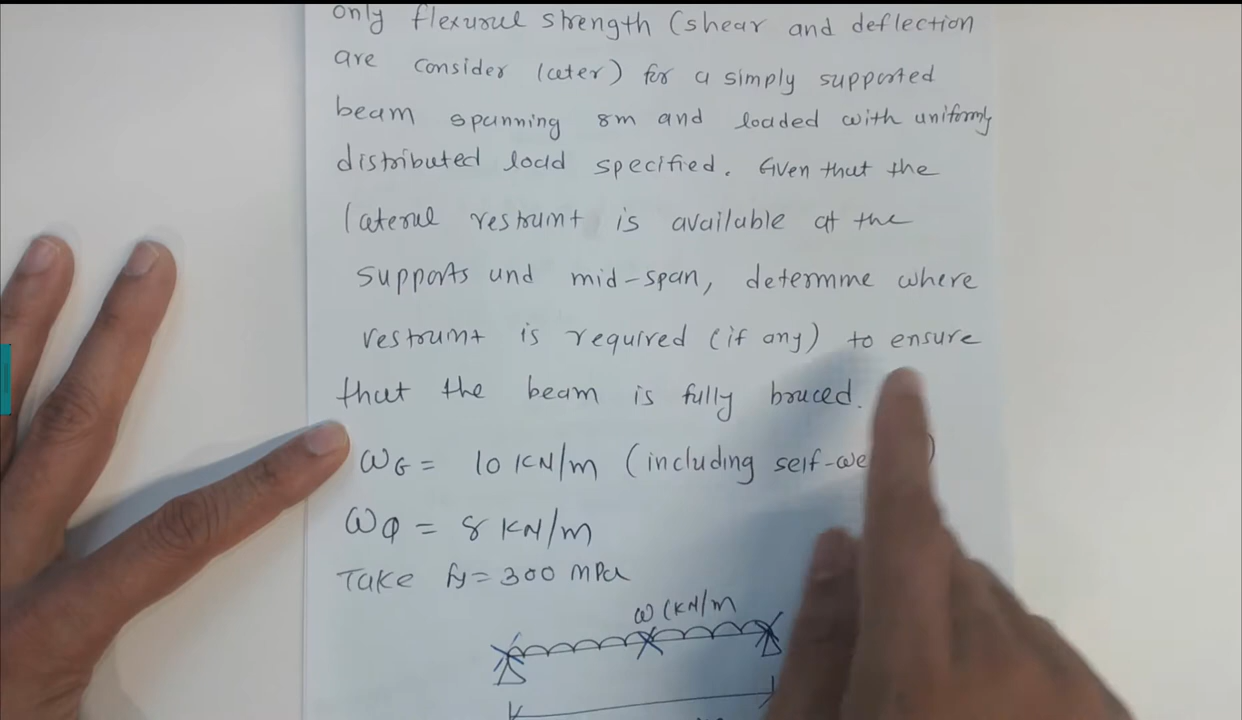 only flexural strength (shear and deflection
are consider later) for a simply supported
beam spanning 8m and loaded with uniformly
distributed load specified. Given that the
lateral restraint is available at the
supports and mid-span, determine where
restraint is required (if any) to ensure
that the beam is fully braced.
ωG = 10 KN/m (including self-we )
ωQ = 8 KN/m
Take fy = 300 MPa
ω (KN/m